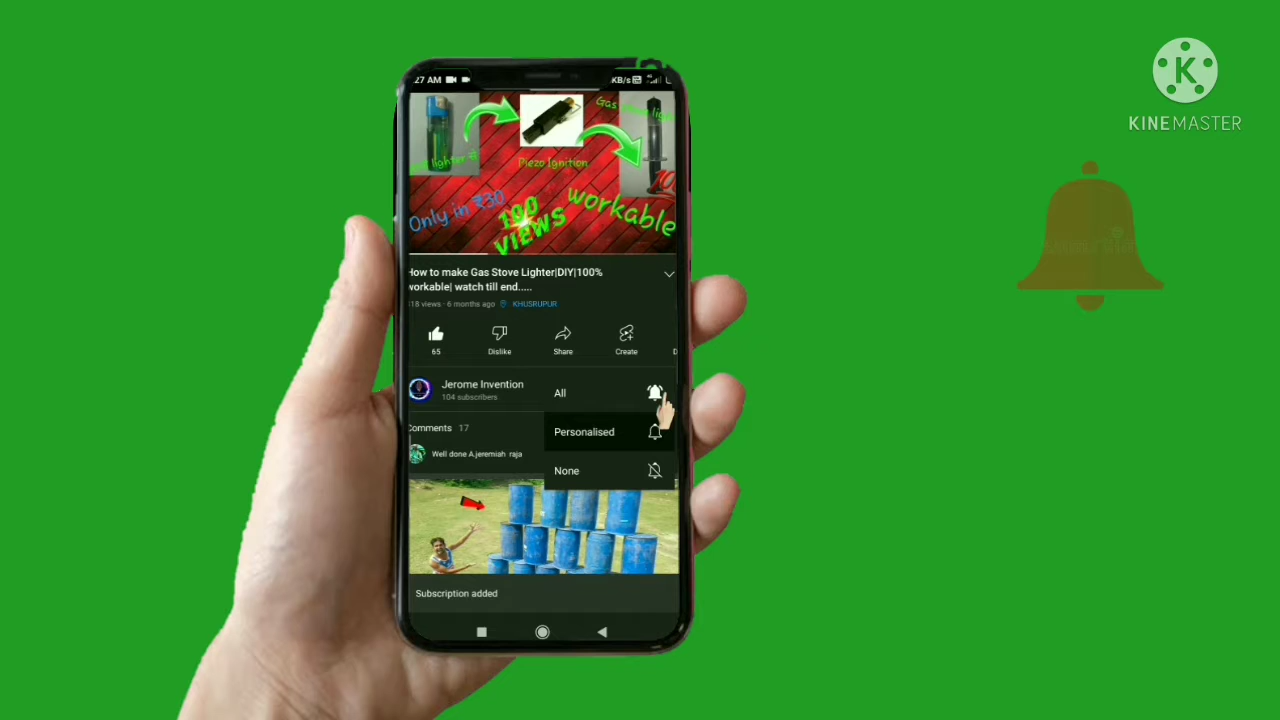 KINEMASTER
:27 AM
KB/s
Gas
Piezo Ignition
Only in ₹30
100
VIEWS
workable
How to make Gas Stove Lighter|DIY|100%
workable| watch till end.....
318 views · 6 months ago KHUSRUPUR
65 Dislike Share Create
Jerome Invention
104 subscribers
All
Personalised
None
Comments 17
Well done A.jeremiah raja
Subscription added